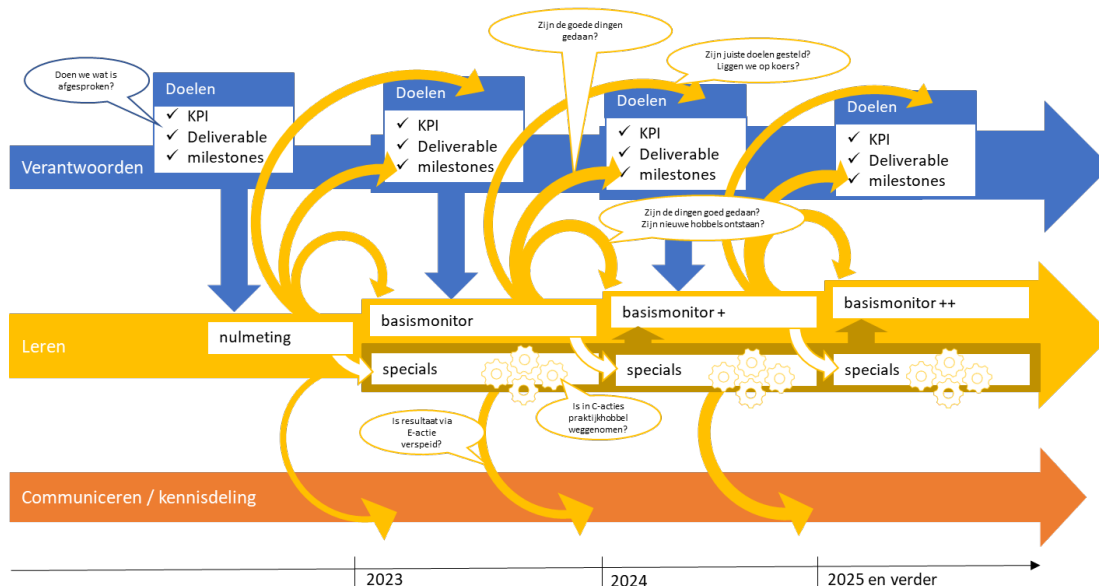 Zijn de goede dingen
gedaan?
Zijn juiste doelen gesteld?
Liggen we op koers?
Doen we wat is
afgesproken?
Doelen
✓ KPI
✓ Deliverable
✓ milestones
Doelen
✓ KPI
✓ Deliverable
✓ milestones
Doelen
✓ KPI
✓ Deliverable
✓ milestones
Doelen
✓ KPI
✓ Deliverable
✓ milestones
Verantwoorden
Zijn de dingen goed gedaan?
Zijn nieuwe hobbels ontstaan?
Leren
nulmeting
basismonitor
basismonitor +
basismonitor ++
specials
specials
specials
Is resultaat via
E-actie
verspeid?
Is in C-acties
praktijkhobbel
weggenomen?
Communiceren / kennisdeling
2023
2024
2025 en verder